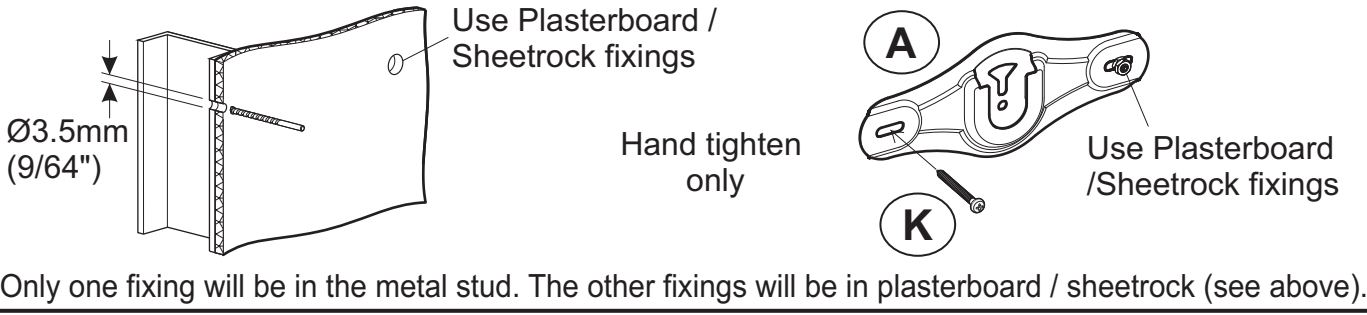 Use Plasterboard /
Sheetrock fixings
Ø3.5mm
(9/64")
Hand tighten
only
A
K
Use Plasterboard
/Sheetrock fixings
Only one fixing will be in the metal stud. The other fixings will be in plasterboard / sheetrock (see above).